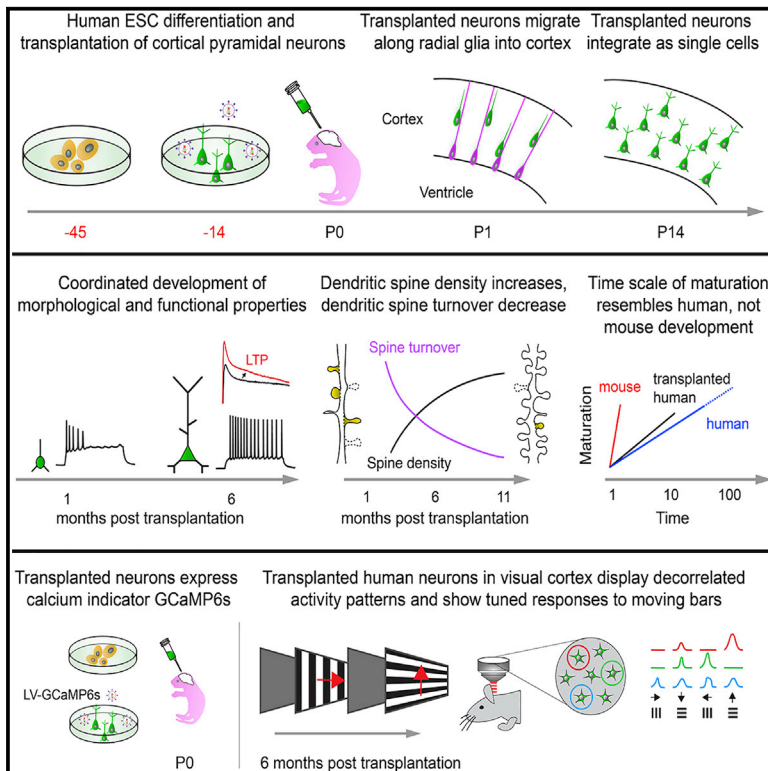 Human ESC differentiation and
transplantation of cortical pyramidal neurons
Transplanted neurons migrate
along radial glia into cortex
Transplanted neurons
integrate as single cells
Cortex
Ventricle
-45
-14
P0
P1
P14
Coordinated development of
morphological and functional properties
LTP
1
6
months post transplantation
Dendritic spine density increases,
dendritic spine turnover decrease
Spine turnover
Spine density
1
6
11
months post transplantation
Time scale of maturation
resembles human, not
mouse development
Maturation
mouse
transplanted
human
human
1
10
100
Time
Transplanted neurons express
calcium indicator GCaMP6s
LV-GCaMP6s
P0
Transplanted human neurons in visual cortex display decorrelated
activity patterns and show tuned responses to moving bars
6 months post transplantation